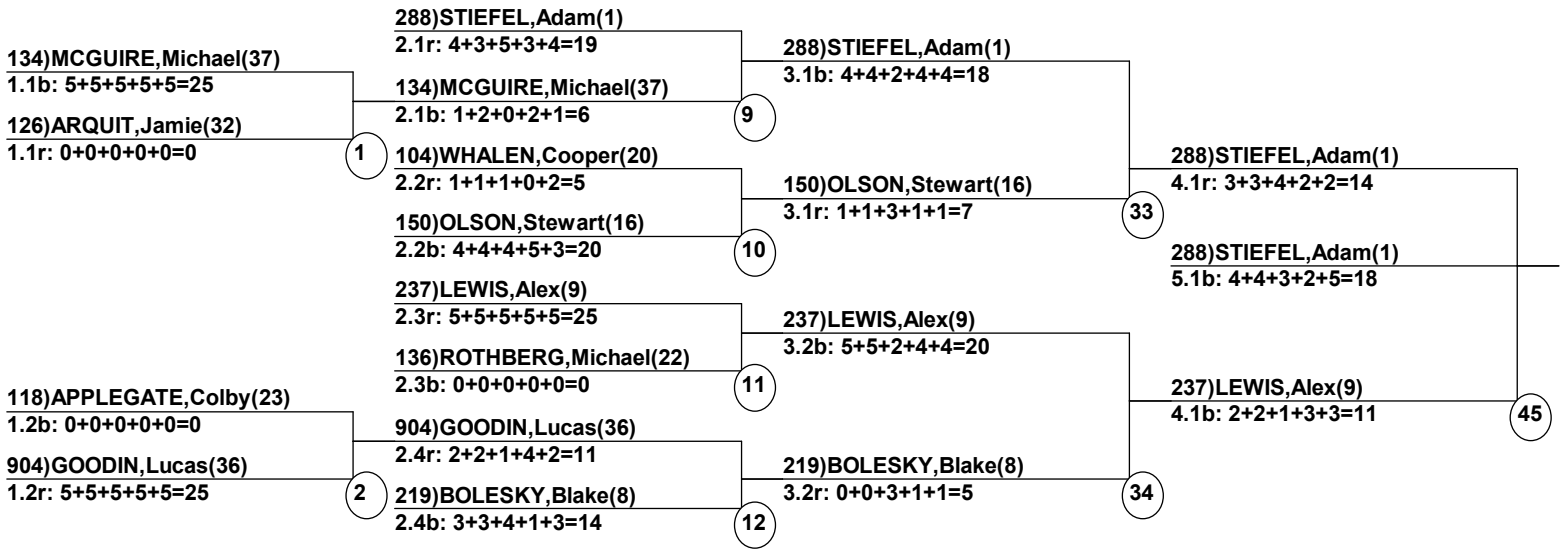 134)MCGUIRE,Michael(37)
1.1b: 5+5+5+5+5=25
126)ARQUIT,Jamie(32)
1.1r: 0+0+0+0+0=0
1
118)APPLEGATE,Colby(23)
1.2b: 0+0+0+0+0=0
904)GOODIN,Lucas(36)
1.2r: 5+5+5+5+5=25
2
288)STIEFEL,Adam(1)
2.1r: 4+3+5+3+4=19
134)MCGUIRE,Michael(37)
2.1b: 1+2+0+2+1=6
9
104)WHALEN,Cooper(20)
2.2r: 1+1+1+0+2=5
150)OLSON,Stewart(16)
2.2b: 4+4+4+5+3=20
10
237)LEWIS,Alex(9)
2.3r: 5+5+5+5+5=25
136)ROTHBERG,Michael(22)
2.3b: 0+0+0+0+0=0
11
904)GOODIN,Lucas(36)
2.4r: 2+2+1+4+2=11
219)BOLESKY,Blake(8)
2.4b: 3+3+4+1+3=14
12
288)STIEFEL,Adam(1)
3.1b: 4+4+2+4+4=18
150)OLSON,Stewart(16)
3.1r: 1+1+3+1+1=7
33
237)LEWIS,Alex(9)
3.2b: 5+5+2+4+4=20
219)BOLESKY,Blake(8)
3.2r: 0+0+3+1+1=5
34
288)STIEFEL,Adam(1)
4.1r: 3+3+4+2+2=14
288)STIEFEL,Adam(1)
5.1b: 4+4+3+2+5=18
237)LEWIS,Alex(9)
4.1b: 2+2+1+3+3=11
45